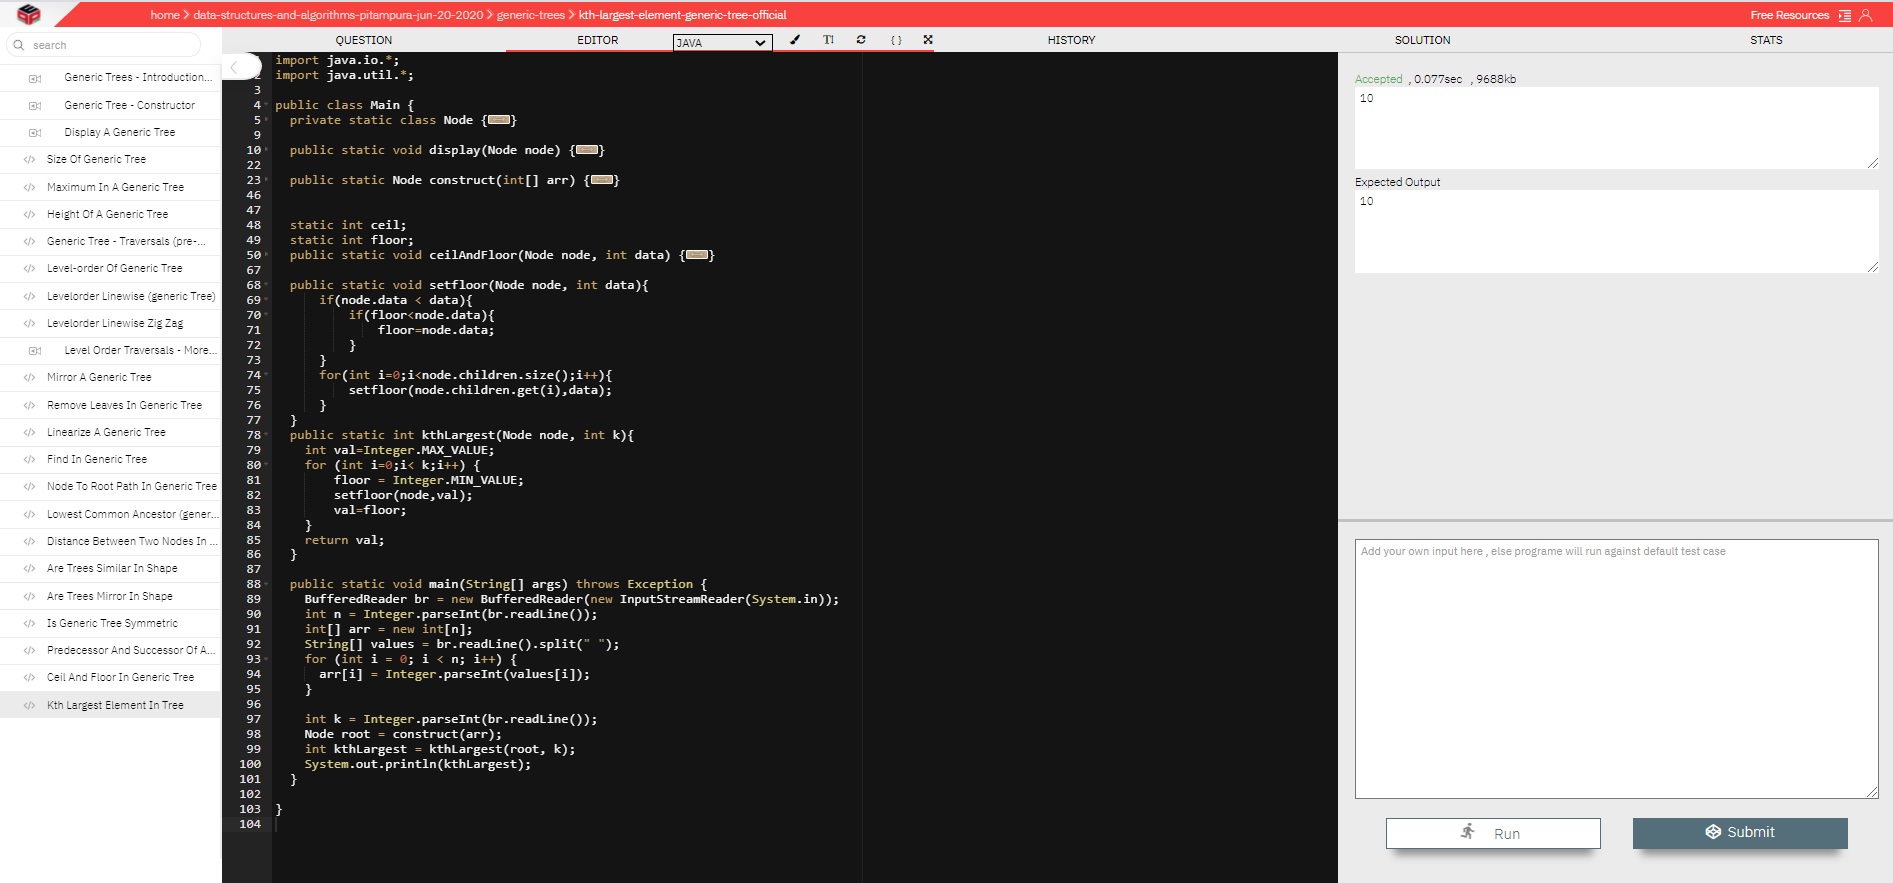 home > data-structures-and-algorithms-pitampura-jun-20-2020 > generic-trees > kth-largest-element-generic-tree-official
Free Resources
search
QUESTION
EDITOR
JAVA
{ }
HISTORY
SOLUTION
STATS
Generic Trees - Introduction...
Generic Tree - Constructor
Display A Generic Tree
Size Of Generic Tree
Maximum In A Generic Tree
Height Of A Generic Tree
Generic Tree - Traversals (pre-...
Level-order Of Generic Tree
Levelorder Linewise (generic Tree)
Levelorder Linewise Zig Zag
Level Order Traversals - More...
Mirror A Generic Tree
Remove Leaves In Generic Tree
Linearize A Generic Tree
Find In Generic Tree
Node To Root Path In Generic Tree
Lowest Common Ancestor (gener...
Distance Between Two Nodes In ...
Are Trees Similar In Shape
Are Trees Mirror In Shape
Is Generic Tree Symmetric
Predecessor And Successor Of A...
Ceil And Floor In Generic Tree
Kth Largest Element In Tree
import java.io.*;
2 import java.util.*;
3
4 public class Main {
5 private static class Node {}
9
10 public static void display(Node node) {}
22
23 public static Node construct(int[] arr) {}
46
47
48 static int ceil;
49 static int floor;
50 public static void ceilAndFloor(Node node, int data) {}
67
68 public static void setfloor(Node node, int data){
69 if(node.data < data){
70 if(floor<node.data){
71 floor=node.data;
72 }
73 }
74 for(int i=0;i<node.children.size();i++){
75 setfloor(node.children.get(i),data);
76 }
77 }
78 public static int kthLargest(Node node, int k){
79 int val=Integer.MAX_VALUE;
80 for (int i=0;i< k;i++) {
81 floor = Integer.MIN_VALUE;
82 setfloor(node,val);
83 val=floor;
84 }
85 return val;
86 }
87
88 public static void main(String[] args) throws Exception {
89 BufferedReader br = new BufferedReader(new InputStreamReader(System.in));
90 int n = Integer.parseInt(br.readLine());
91 int[] arr = new int[n];
92 String[] values = br.readLine().split(" ");
93 for (int i = 0; i < n; i++) {
94 arr[i] = Integer.parseInt(values[i]);
95 }
96
97 int k = Integer.parseInt(br.readLine());
98 Node root = construct(arr);
99 int kthLargest = kthLargest(root, k);
100 System.out.println(kthLargest);
101 }
102
103 }
104
Accepted , 0.077sec , 9688kb
10
Expected Output
10
Add your own input here , else programe will run against default test case
Run
Submit